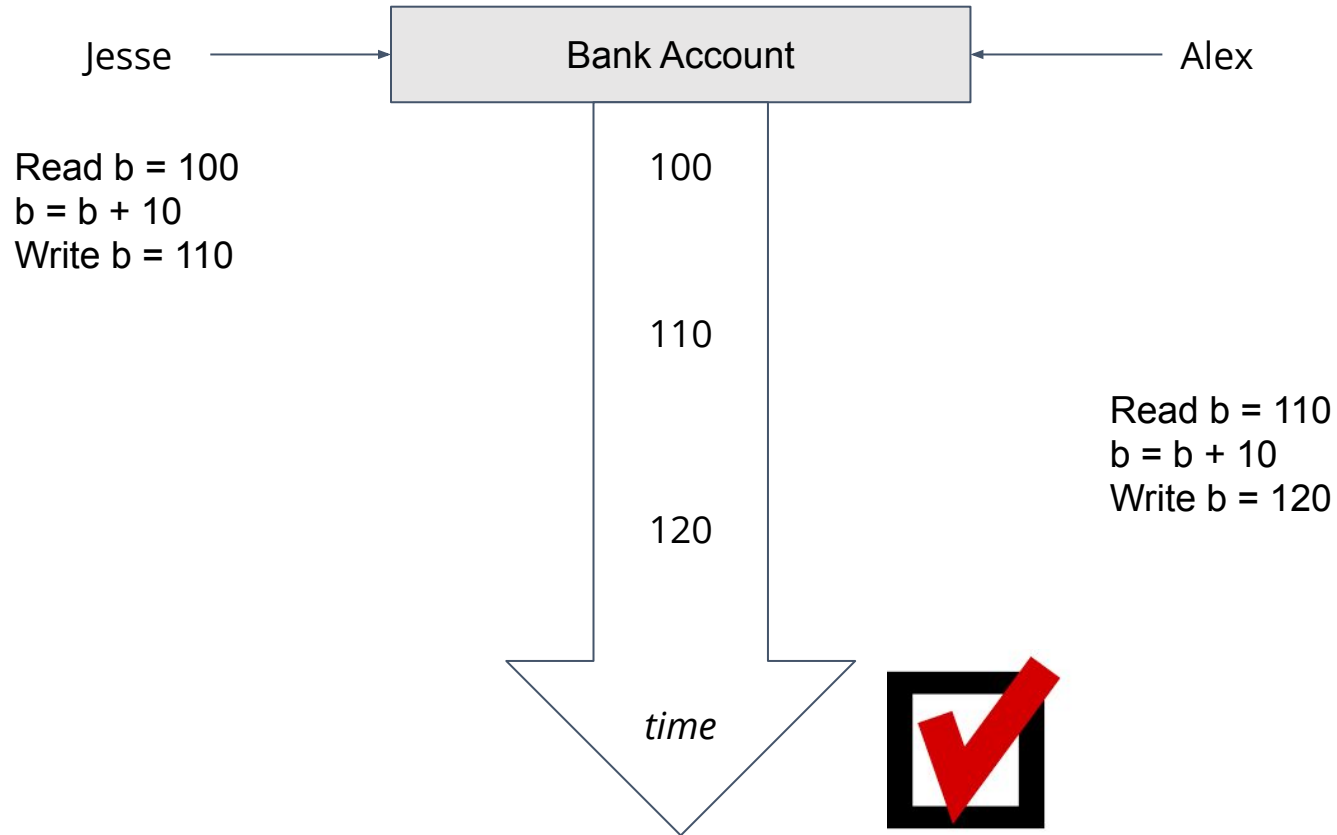 Jesse
Bank Account
Alex
Read b = 100
b = b + 10
Write b = 110
100
110
120
Read b = 110
b = b + 10
Write b = 120
time